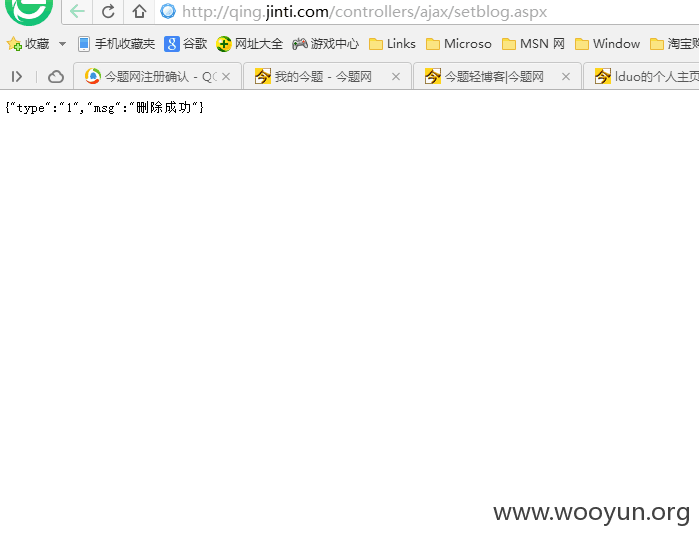 http://qing.jinti.com/controllers/ajax/setblog.aspx
收藏 手机收藏夹 谷歌 网址大全 游戏中心 Links Microso MSN 网 Window 淘宝购
今题网注册确认 - QQ 我的今题 - 今题网 今题轻博客|今题网 lduo的个人主页
{"type":"1","msg":"删除成功"}
www.wooyun.org